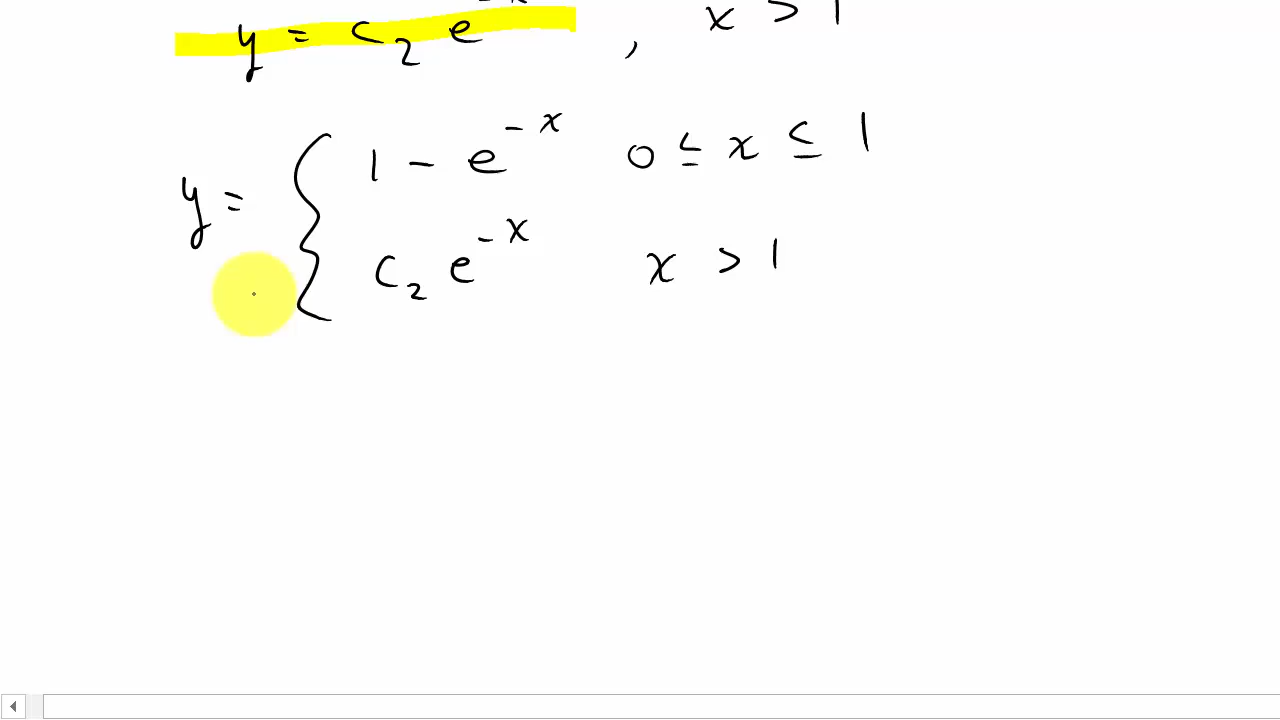 y = c₂ e⁻ˣ , x > 1
y = { 1 - e⁻ˣ 0 ≤ x ≤ 1
c₂ e⁻ˣ x > 1